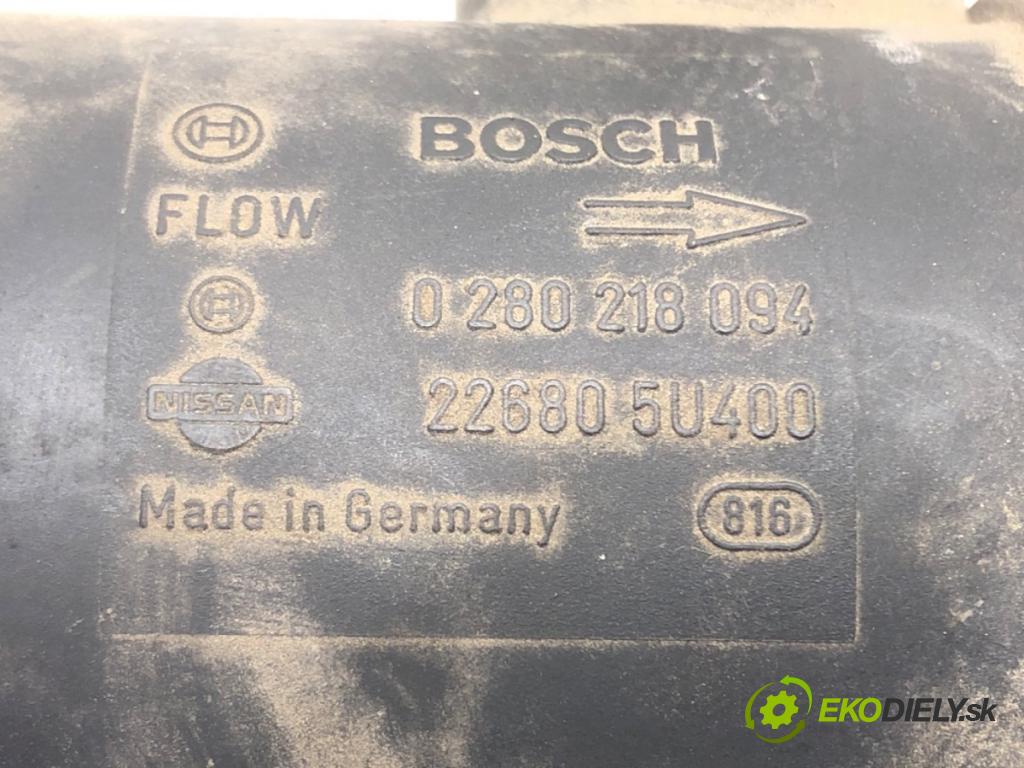 BOSCH
FLOW
0 280 218 094
NISSAN 22680 5U400
Made in Germany 816
EKODIELY.sk